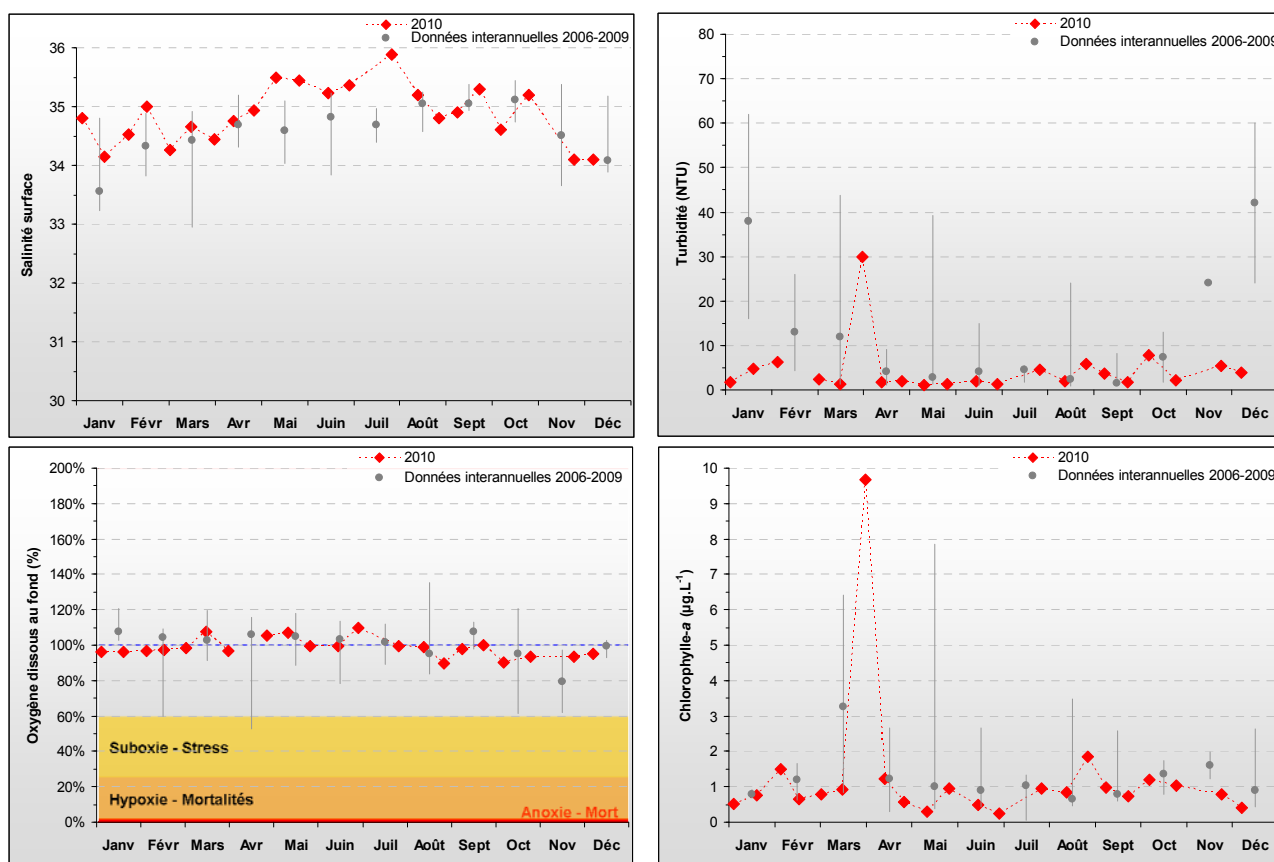 2010
Données interannuelles 2006-2009
Salinité surface
36
35
34
33
32
31
30
Janv Févr Mars Avr Mai Juin Juil Août Sept Oct Nov Déc
2010
Données interannuelles 2006-2009
Turbidité (NTU)
80
70
60
50
40
30
20
10
0
Janv Févr Mars Avr Mai Juin Juil Août Sept Oct Nov Déc
2010
Données interannuelles 2006-2009
Oxygène dissous au fond (%)
200%
180%
160%
140%
120%
100%
80%
60%
40%
20%
0%
Suboxie - Stress
Hypoxie - Mortalités
Anoxie - Mort
Janv Févr Mars Avr Mai Juin Juil Août Sept Oct Nov Déc
2010
Données interannuelles 2006-2009
Chlorophylle-a (µg.L⁻¹)
10
9
8
7
6
5
4
3
2
1
0
Janv Févr Mars Avr Mai Juin Juil Août Sept Oct Nov Déc